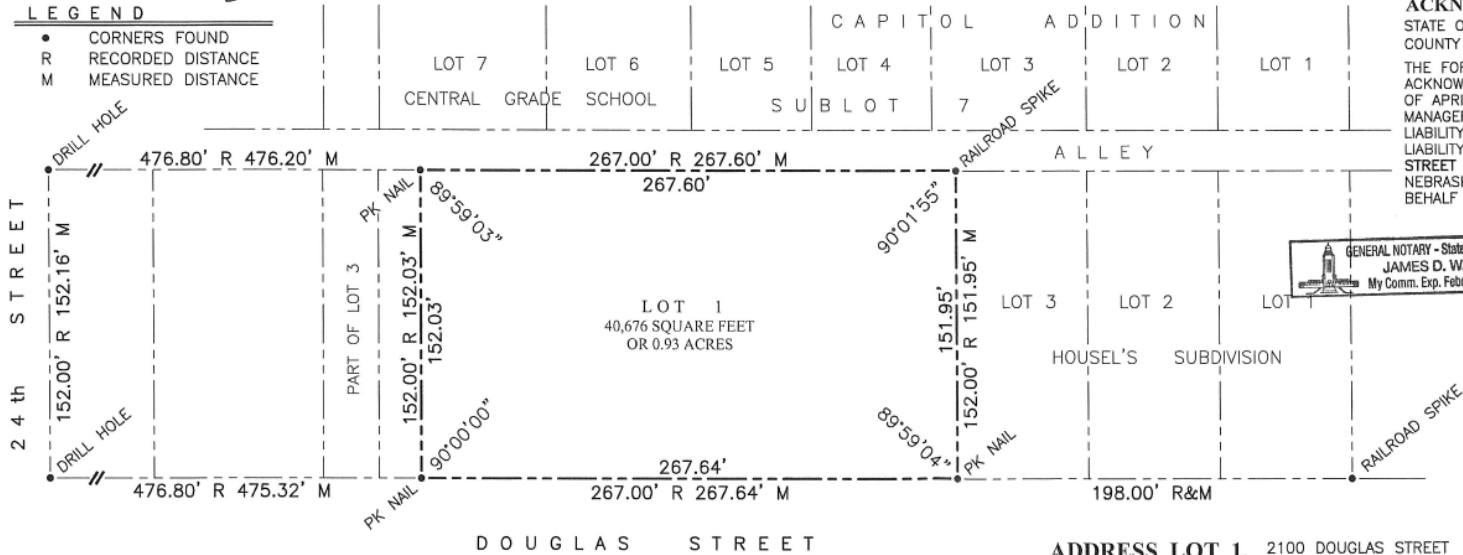 LEGEND
● CORNERS FOUND
R RECORDED DISTANCE
M MEASURED DISTANCE
CAPITOL ADDITION
LOT 7 LOT 6 LOT 5 LOT 4 LOT 3 LOT 2 LOT 1
CENTRAL GRADE SCHOOL SUBLOT 7
ACKN
STATE O
COUNTY
THE FOR
ACKNOW
OF APRI
MANAGER
LIABILITY
LIABILITY
STREET
NEBRASK
BEHALF
DRILL HOLE
RAILROAD SPIKE
ALLEY
476.80' R 476.20' M
267.00' R 267.60' M
267.60'
PK NAIL
89°59'03"
90°01'55"
24th STREET
152.00' R 152.16' M
PART OF LOT 3
152.00' R 152.03' M
152.03'
LOT 1
40,676 SQUARE FEET
OR 0.93 ACRES
151.95'
152.00' R 151.95' M
LOT 3 LOT 2 LOT 1
HOUSEL'S SUBDIVISION
GENERAL NOTARY - State
JAMES D. W
My Comm. Exp. Feb
DRILL HOLE
90°00'00"
89°59'04"
PK NAIL
RAILROAD SPIKE
267.64'
476.80' R 475.32' M
PK NAIL
267.00' R 267.64' M
198.00' R&M
DOUGLAS STREET
ADDRESS LOT 1 2100 DOUGLAS STREET